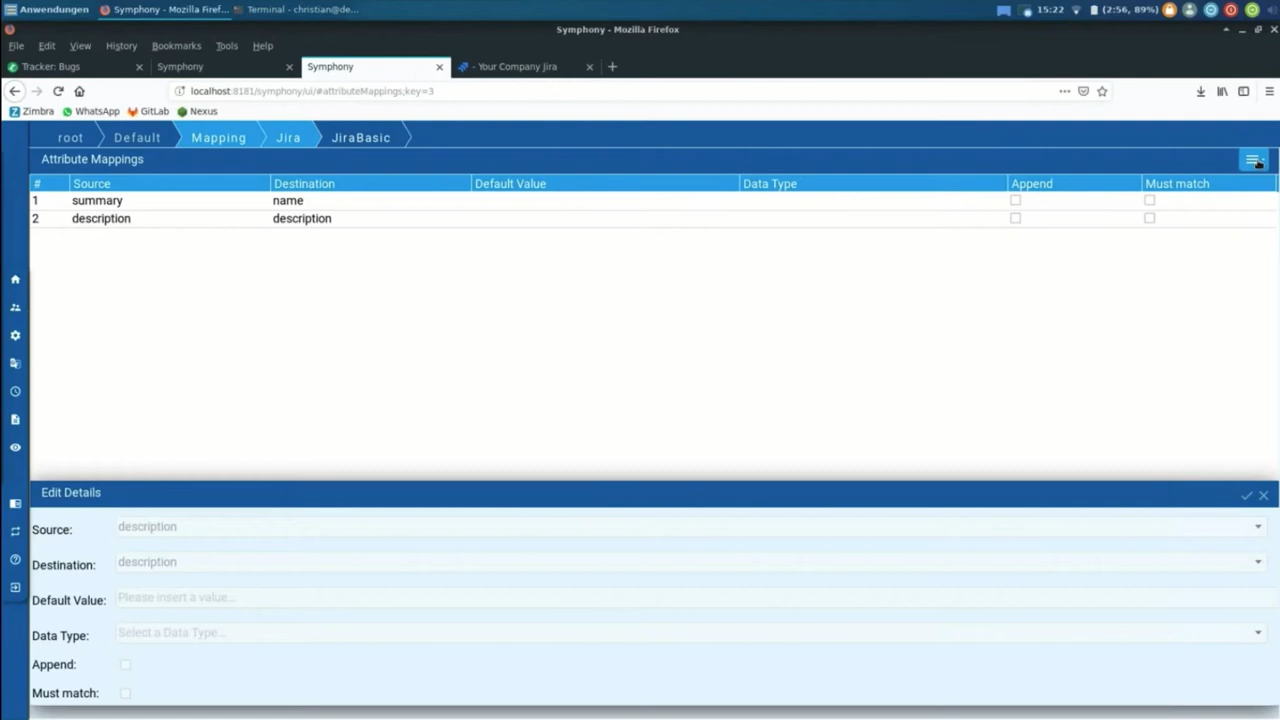 Anwendungen Symphony - Mozilla Firef... Terminal - christian@de... 15:22 (2:56, 89%)
Symphony - Mozilla Firefox
File Edit View History Bookmarks Tools Help
Tracker: Bugs Symphony Symphony - Your Company Jira
localhost:8181/symphony/ui/#attributeMappings;key=3
Zimbra WhatsApp GitLab Nexus
root Default Mapping Jira JiraBasic
Attribute Mappings
# Source Destination Default Value Data Type Append Must match
1 summary name
2 description description
Edit Details
Source: description
Destination: description
Default Value: Please insert a value...
Data Type: Select a Data Type...
Append:
Must match: